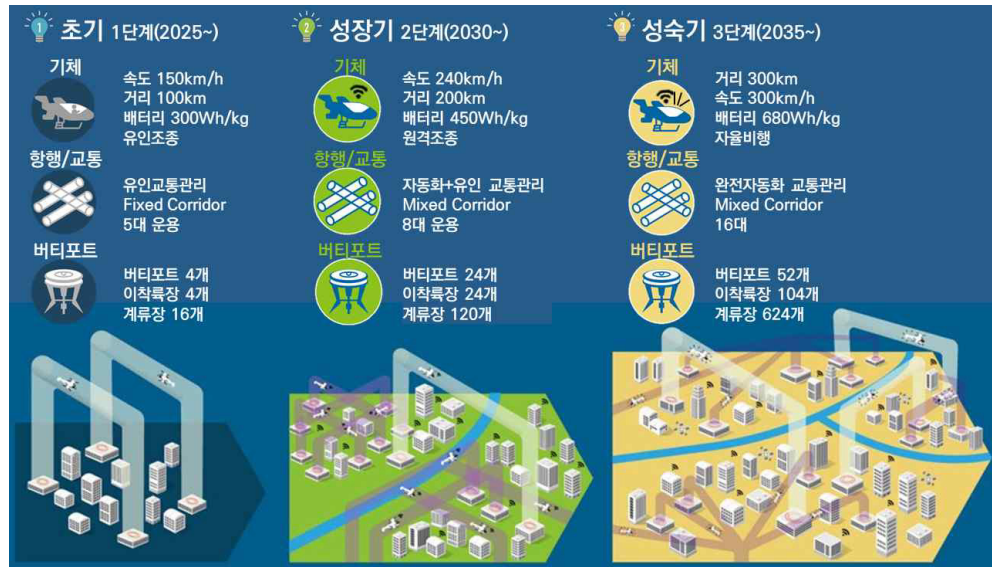 1 초기 1단계(2025~)
기체
속도 150km/h
거리 100km
배터리 300Wh/kg
유인조종
항행/교통
유인교통관리
Fixed Corridor
5대 운용
버티포트
버티포트 4개
이착륙장 4개
계류장 16개
2 성장기 2단계(2030~)
기체
속도 240km/h
거리 200km
배터리 450Wh/kg
원격조종
항행/교통
자동화+유인 교통관리
Mixed Corridor
8대 운용
버티포트
버티포트 24개
이착륙장 24개
계류장 120개
3 성숙기 3단계(2035~)
기체
거리 300km
속도 300km/h
배터리 680Wh/kg
자율비행
항행/교통
완전자동화 교통관리
Mixed Corridor
16대
버티포트
버티포트 52개
이착륙장 104개
계류장 624개